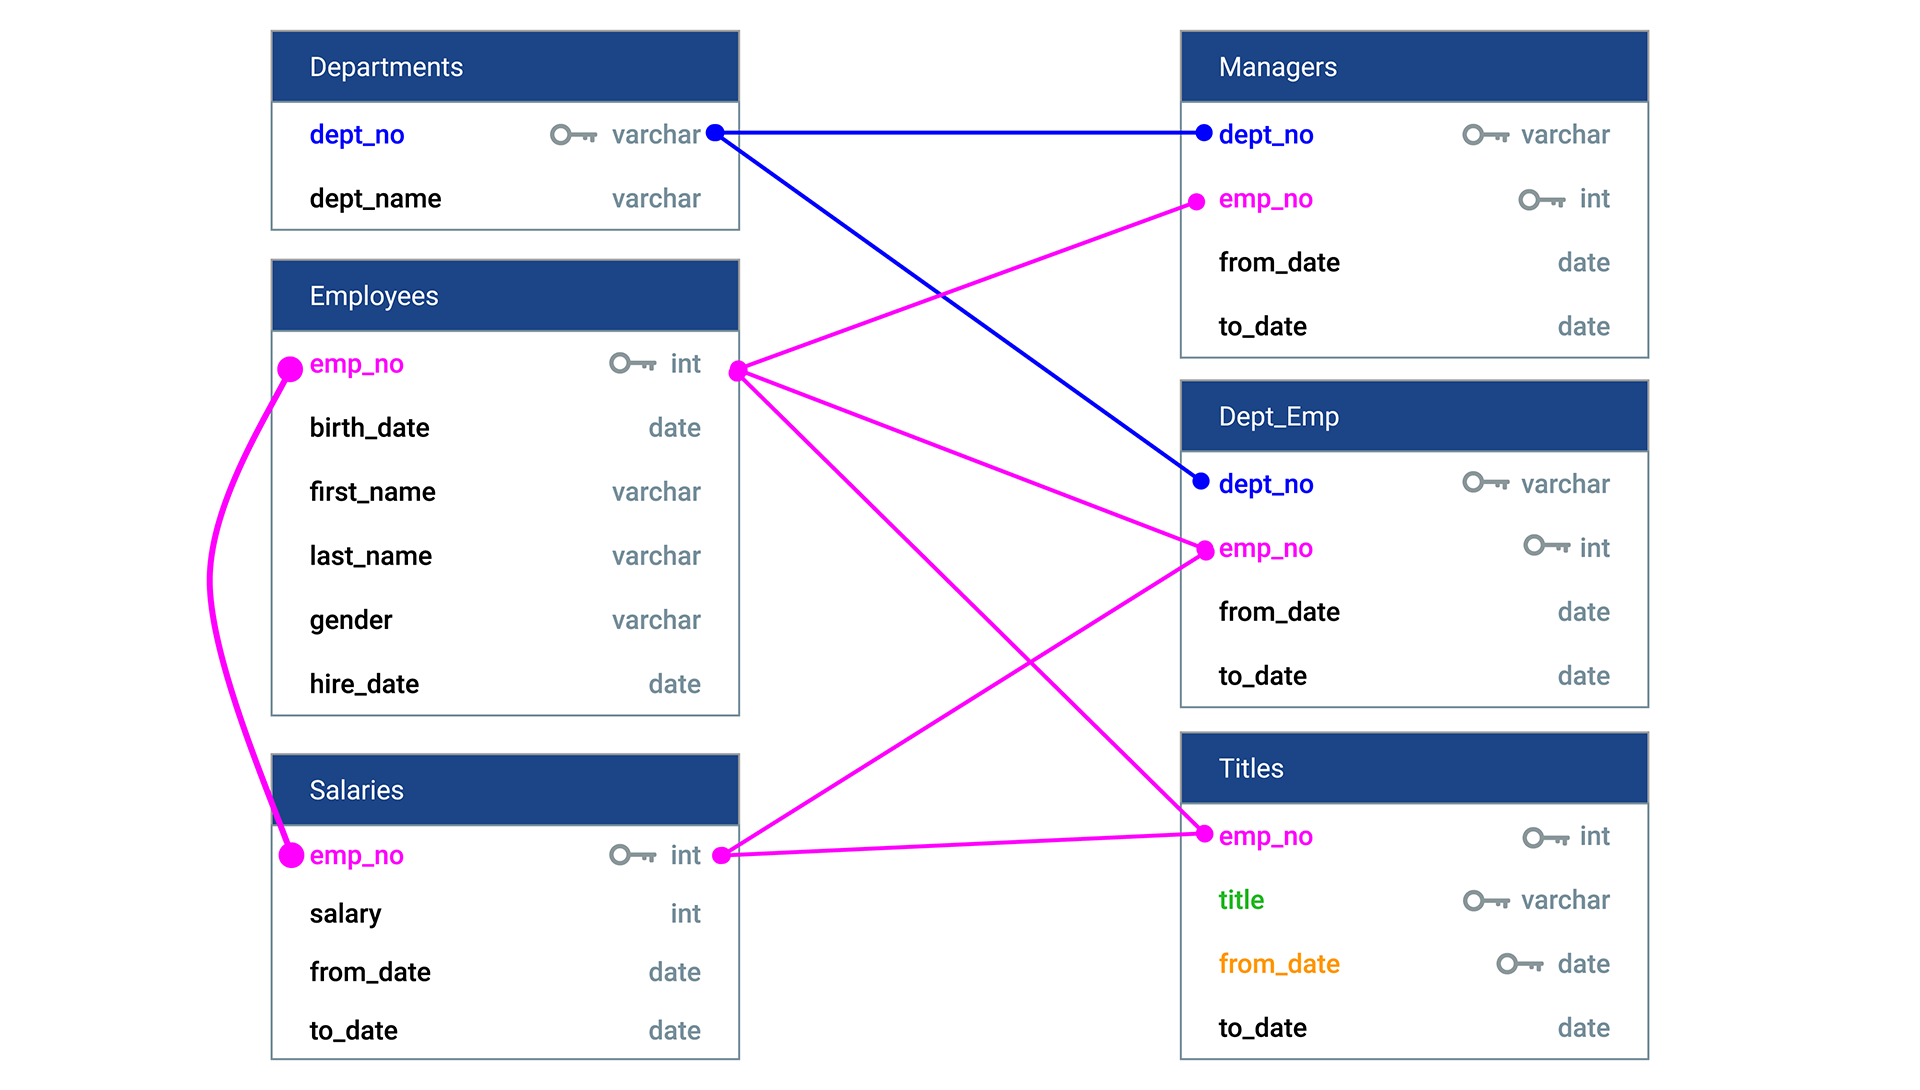 Departments
dept_no varchar
dept_name varchar
Employees
emp_no int
birth_date date
first_name varchar
last_name varchar
gender varchar
hire_date date
Salaries
emp_no int
salary int
from_date date
to_date date
Managers
dept_no varchar
emp_no int
from_date date
to_date date
Dept_Emp
dept_no varchar
emp_no int
from_date date
to_date date
Titles
emp_no int
title varchar
from_date date
to_date date